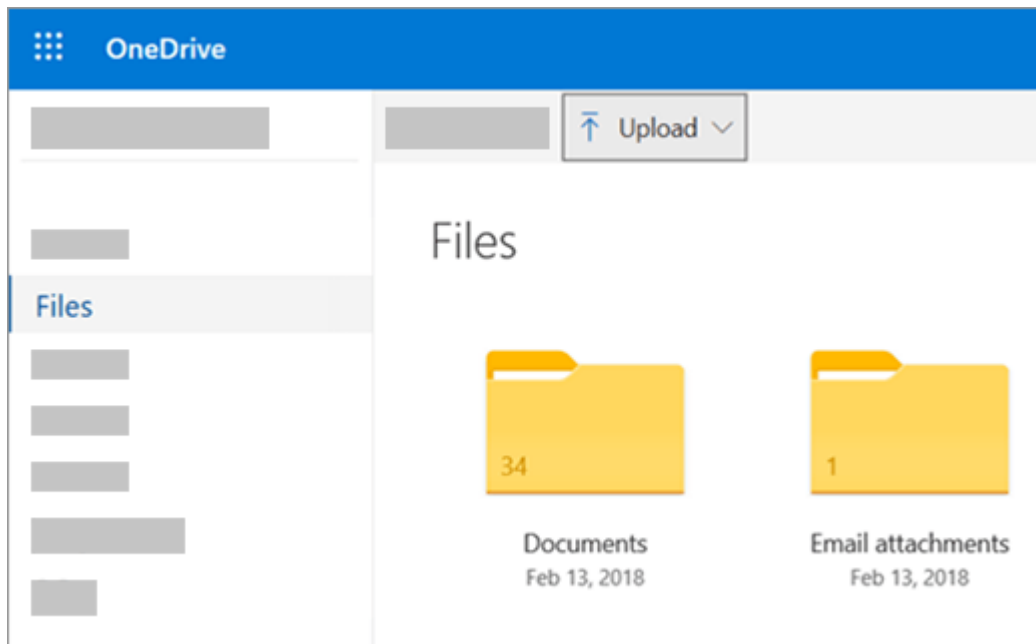 OneDrive
Upload
Files
Files
34
1
Documents
Email attachments
Feb 13, 2018
Feb 13, 2018